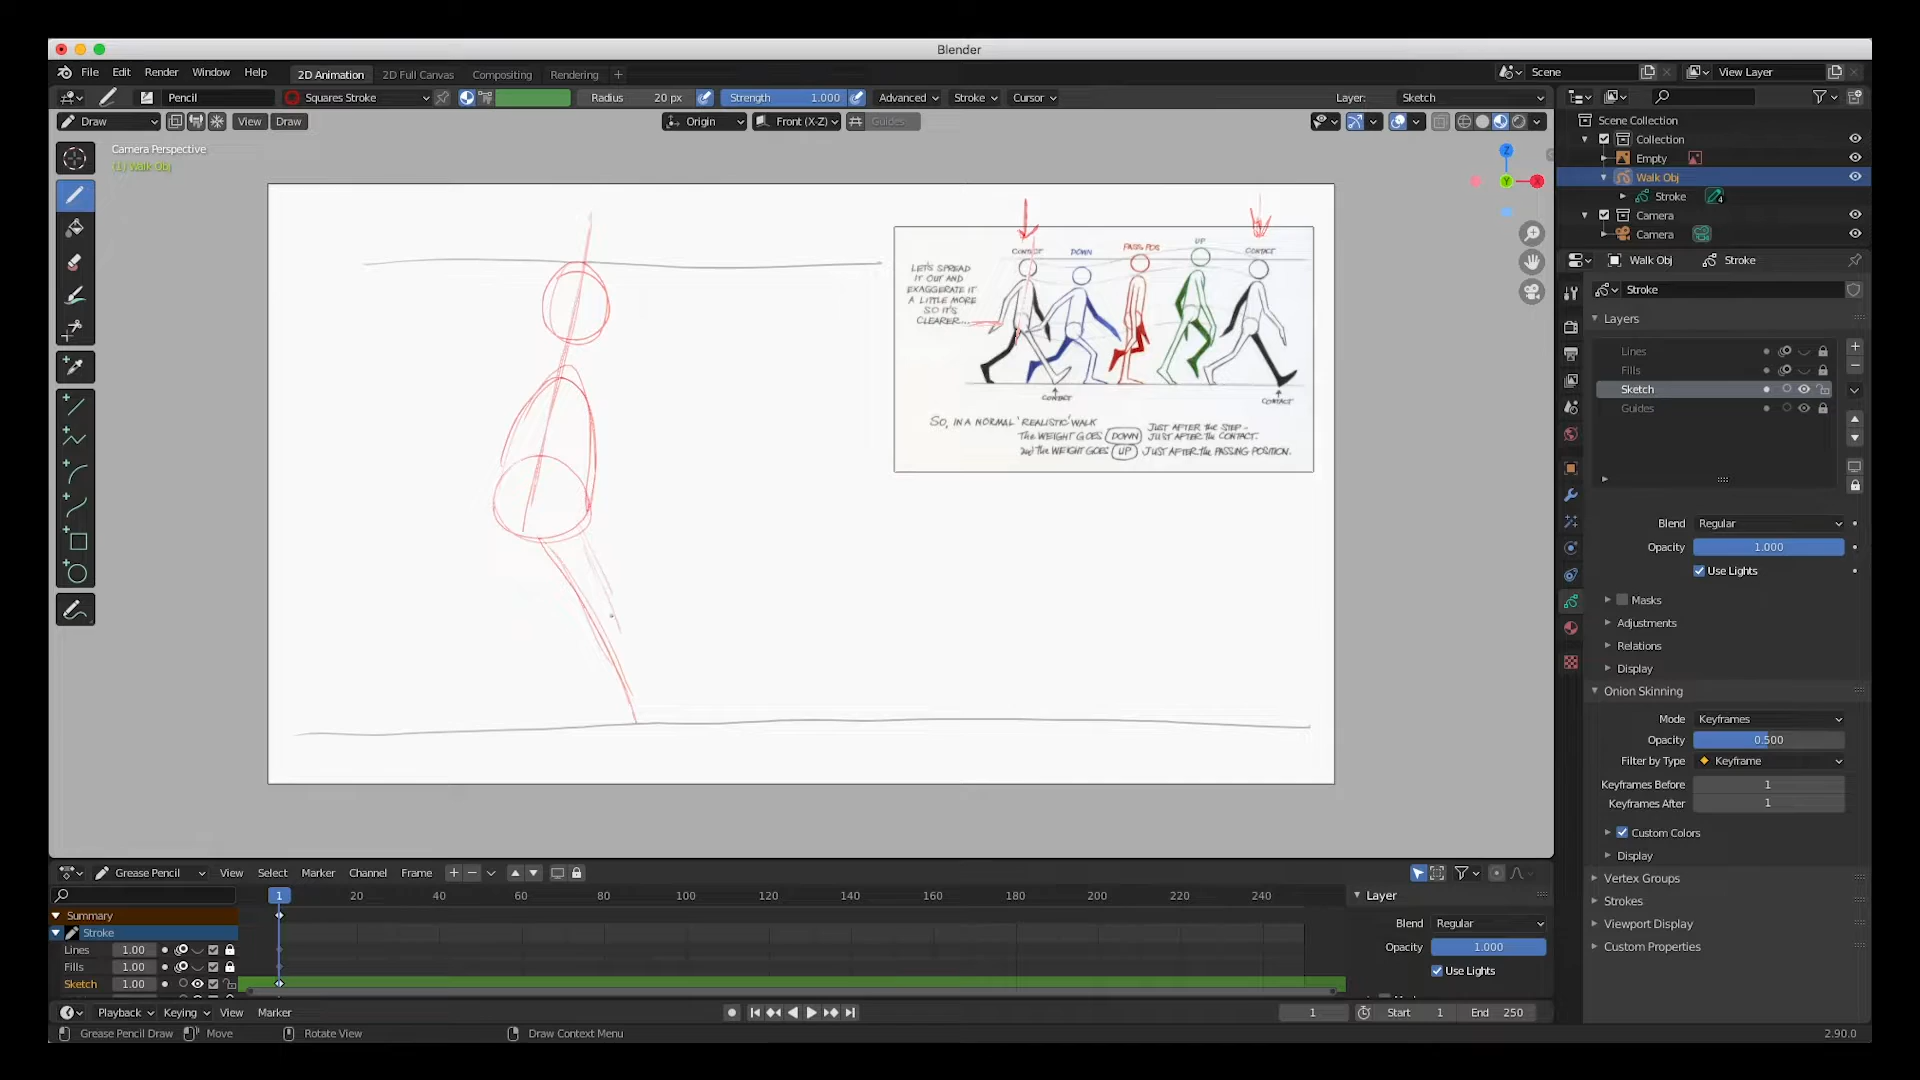 Blender
File Edit Render Window Help 2D Animation 2D Full Canvas Compositing Rendering + Scene View Layer
Pencil Squares Stroke Radius 20 px Strength 1.000 Advanced Stroke Cursor Layer: Sketch
Draw View Draw Origin Front (X-Z) Guides
Camera Perspective
(1) Walk Obj
Z
Y X
CONTACT DOWN PASS POS UP CONTACT
LET'S SPREAD
IT OUT AND
EXAGGERATE IT
A LITTLE MORE
SO IT'S
CLEARER....
CONTACT CONTACT
SO, IN A NORMAL 'REALISTIC' WALK
THE WEIGHT GOES DOWN JUST AFTER THE STEP-
JUST AFTER THE CONTACT.
AND THE WEIGHT GOES UP JUST AFTER THE PASSING POSITION.
Scene Collection
Collection
Empty
Walk Obj
Stroke 4
Camera
Camera
Walk Obj Stroke
Stroke
Layers
Lines
Fills
Sketch
Guides
Blend Regular
Opacity 1.000
Use Lights
Masks
Adjustments
Relations
Display
Onion Skinning
Mode Keyframes
Opacity 0.500
Filter by Type Keyframe
Keyframes Before 1
Keyframes After 1
Custom Colors
Display
Vertex Groups
Strokes
Viewport Display
Custom Properties
Grease Pencil View Select Marker Channel Frame
1 20 40 60 80 100 120 140 160 180 200 220 240
Summary
Stroke
Lines 1.00
Fills 1.00
Sketch 1.00
Layer
Blend Regular
Opacity 1.000
Use Lights
Playback Keying View Marker 1 Start 1 End 250
Grease Pencil Draw Move Rotate View Draw Context Menu 2.90.0